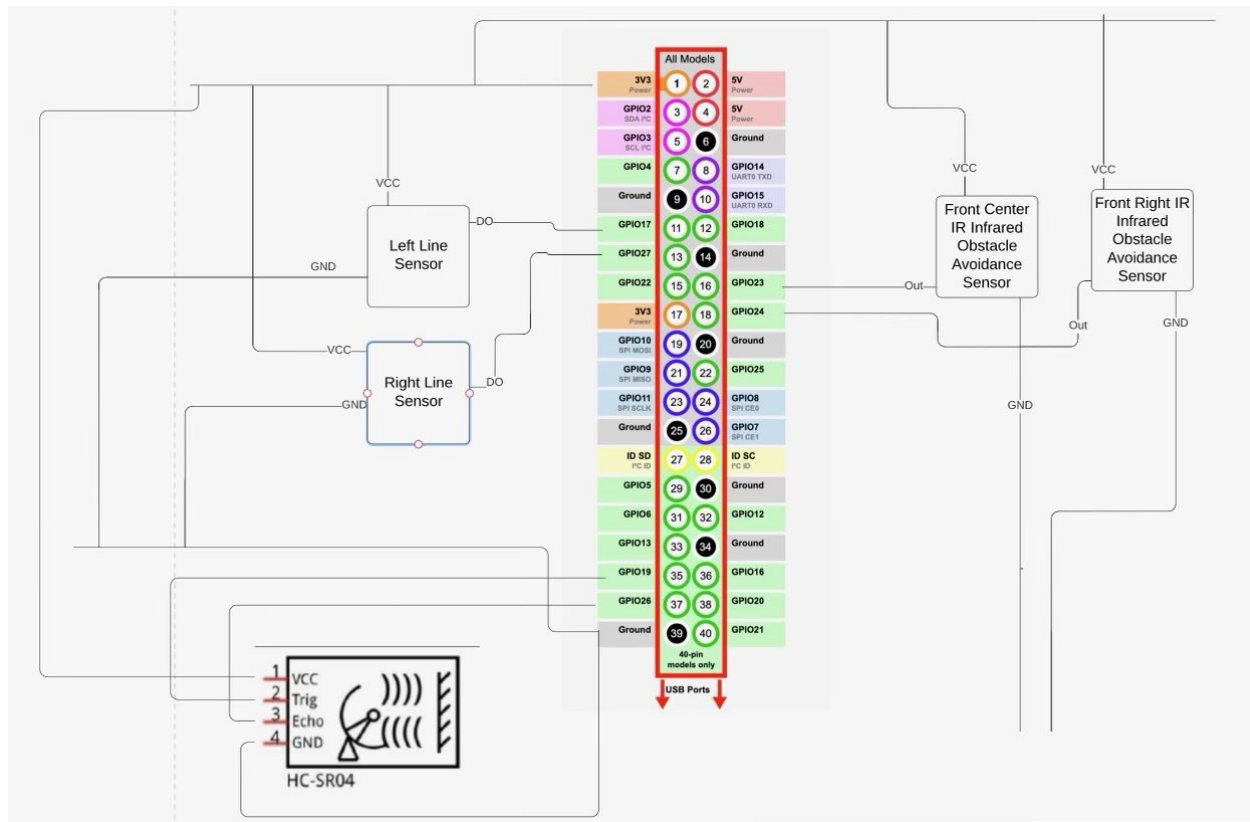 All Models
3V3
Power
1
2
5V
Power
GPIO2
SDA I²C
3
4
5V
Power
GPIO3
SCL I²C
5
6
Ground
GPIO4
7
8
GPIO14
UART0 TXD
Ground
9
10
GPIO15
UART0 RXD
GPIO17
11
12
GPIO18
GPIO27
13
14
Ground
GPIO22
15
16
GPIO23
3V3
Power
17
18
GPIO24
GPIO10
SPI MOSI
19
20
Ground
GPIO9
SPI MISO
21
22
GPIO25
GPIO11
SPI SCLK
23
24
GPIO8
SPI CE0
Ground
25
26
GPIO7
SPI CE1
ID SD
I²C ID
27
28
ID SC
I²C ID
GPIO5
29
30
Ground
GPIO6
31
32
GPIO12
GPIO13
33
34
Ground
GPIO19
35
36
GPIO16
GPIO26
37
38
GPIO20
Ground
39
40
GPIO21
40-pin
models only
USB Ports
VCC
Left Line
Sensor
DO
GND
VCC
Right Line
Sensor
DO
GND
1 VCC
2 Trig
3 Echo
4 GND
HC-SR04
VCC
Front Center
IR Infrared
Obstacle
Avoidance
Sensor
Out
GND
VCC
Front Right IR
Infrared
Obstacle
Avoidance
Sensor
Out
GND